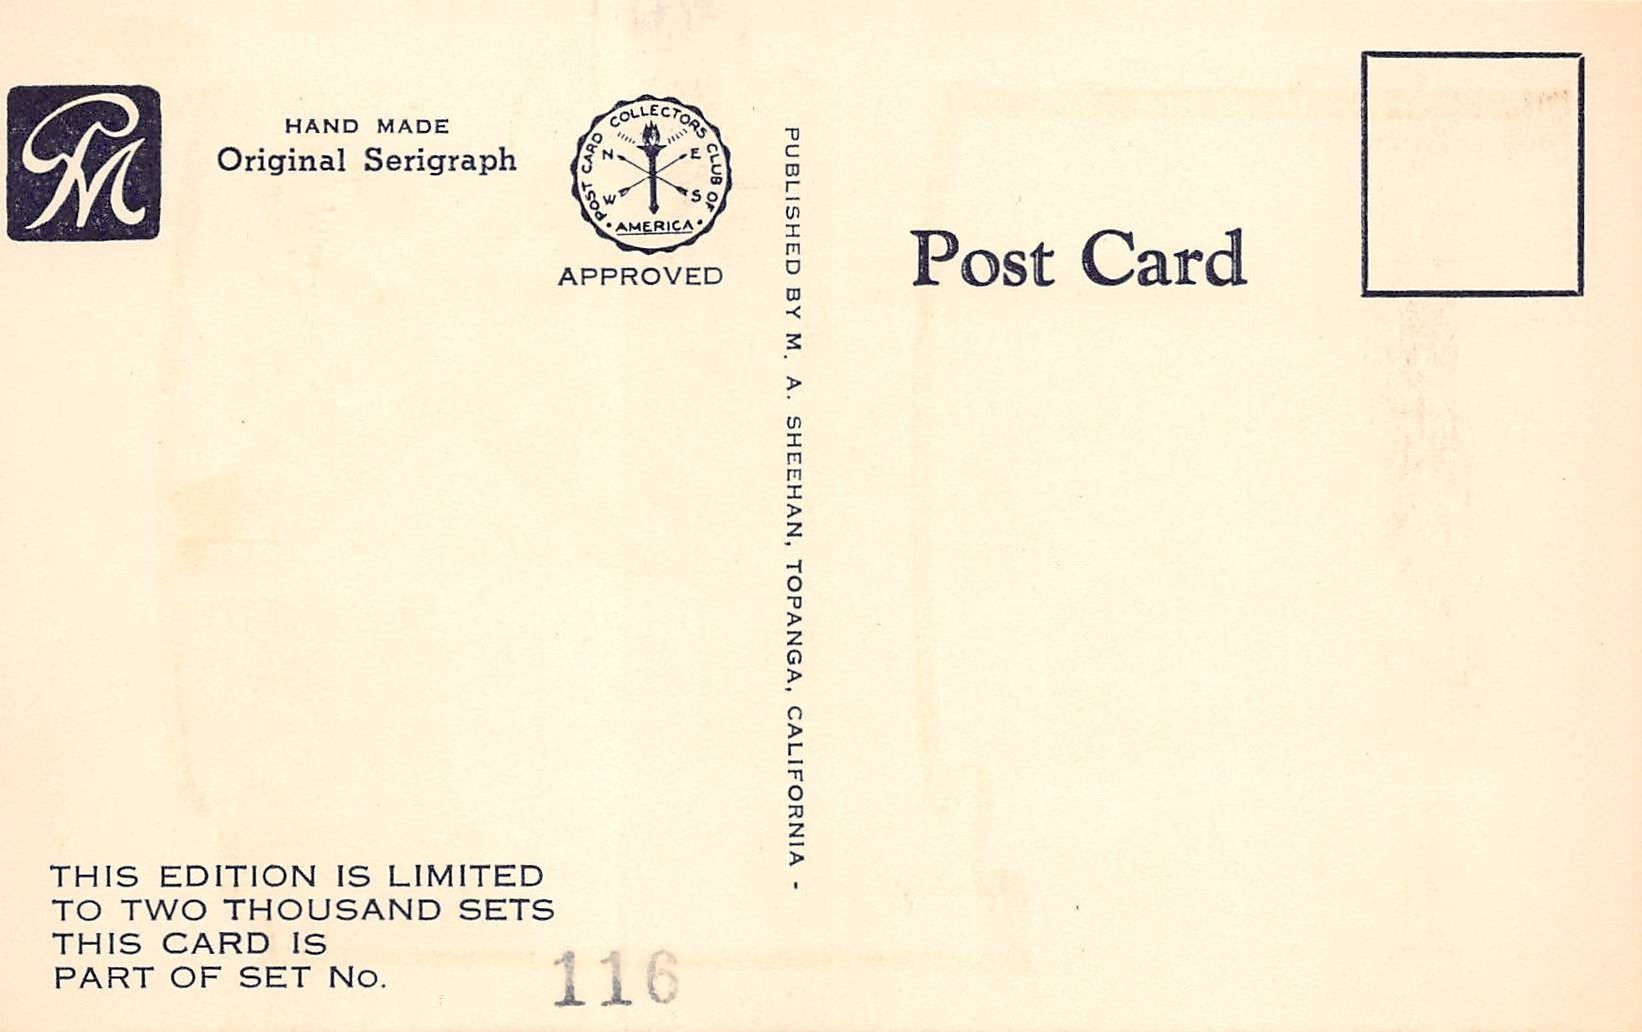 HAND MADE
Original Serigraph
POST CARD COLLECTORS CLUB OF
• AMERICA •
N E
W S
APPROVED
PUBLISHED BY M. A. SHEEHAN, TOPANGA, CALIFORNIA -
Post Card
THIS EDITION IS LIMITED
TO TWO THOUSAND SETS
THIS CARD IS
PART OF SET No. 116